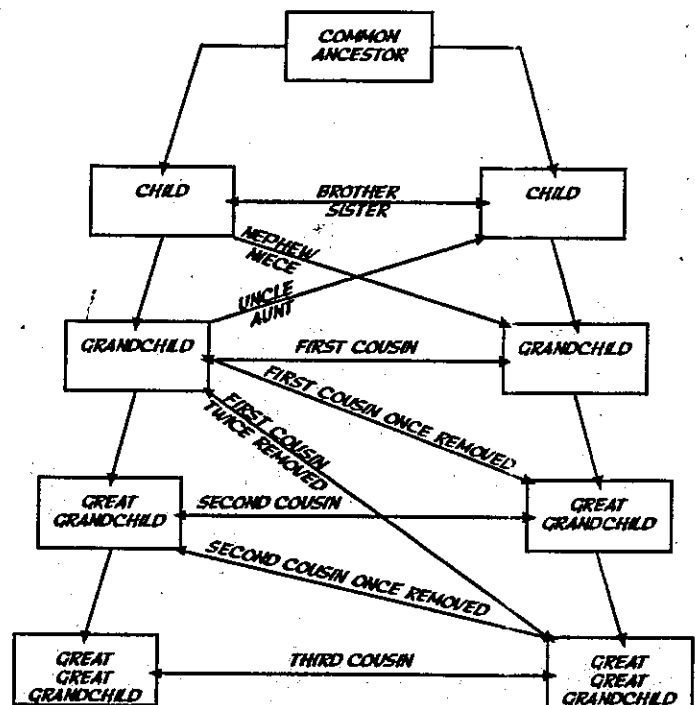 COMMON
ANCESTOR
CHILD
BROTHER
SISTER
CHILD
NEPHEW
NIECE
UNCLE
AUNT
GRANDCHILD
FIRST COUSIN
GRANDCHILD
FIRST COUSIN ONCE REMOVED
FIRST COUSIN
TWICE REMOVED
GREAT
GRANDCHILD
SECOND COUSIN
GREAT
GRANDCHILD
SECOND COUSIN ONCE REMOVED
GREAT
GREAT
GRANDCHILD
THIRD COUSIN
GREAT
GREAT
GRANDCHILD